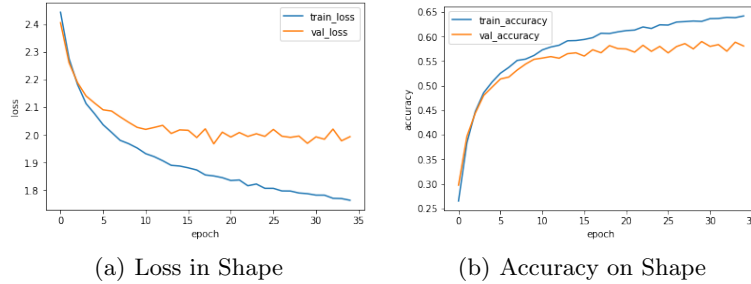 train_loss
val_loss
2.4
2.3
2.2
2.1
2.0
1.9
1.8
loss
0 5 10 15 20 25 30 35
epoch
(a) Loss in Shape
train_accuracy
val_accuracy
0.65
0.60
0.55
0.50
0.45
0.40
0.35
0.30
0.25
accuracy
0 5 10 15 20 25 30 35
epoch
(b) Accuracy on Shape